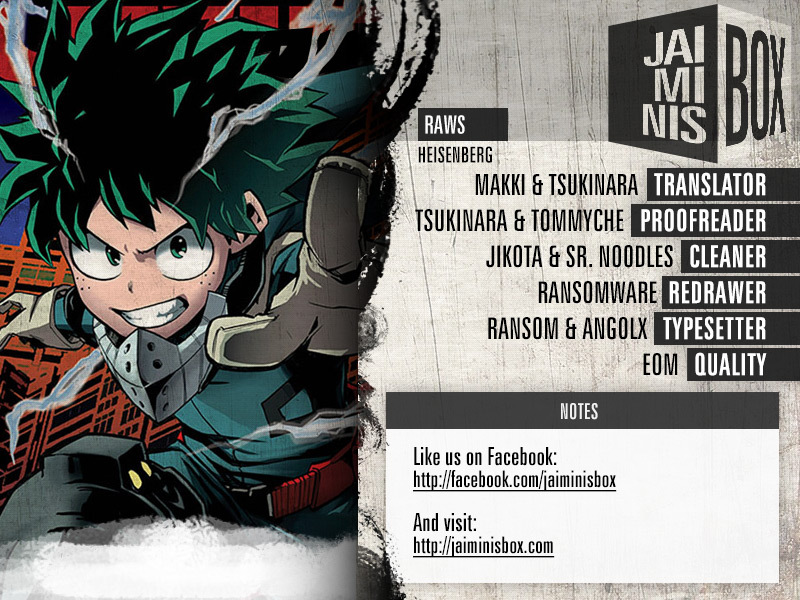 JAI
MI
NIS
BOX
RAWS
HEISENBERG
MAKKI & TSUKINARA TRANSLATOR
TSUKINARA & TOMMYCHE PROOFREADER
JIKOTA & SR. NOODLES CLEANER
RANSOMWARE REDRAWER
RANSOM & ANGOLX TYPESETTER
EOM QUALITY
NOTES
Like us on Facebook:
http://facebook.com/jaiminisbox
And visit:
http://jaiminisbox.com